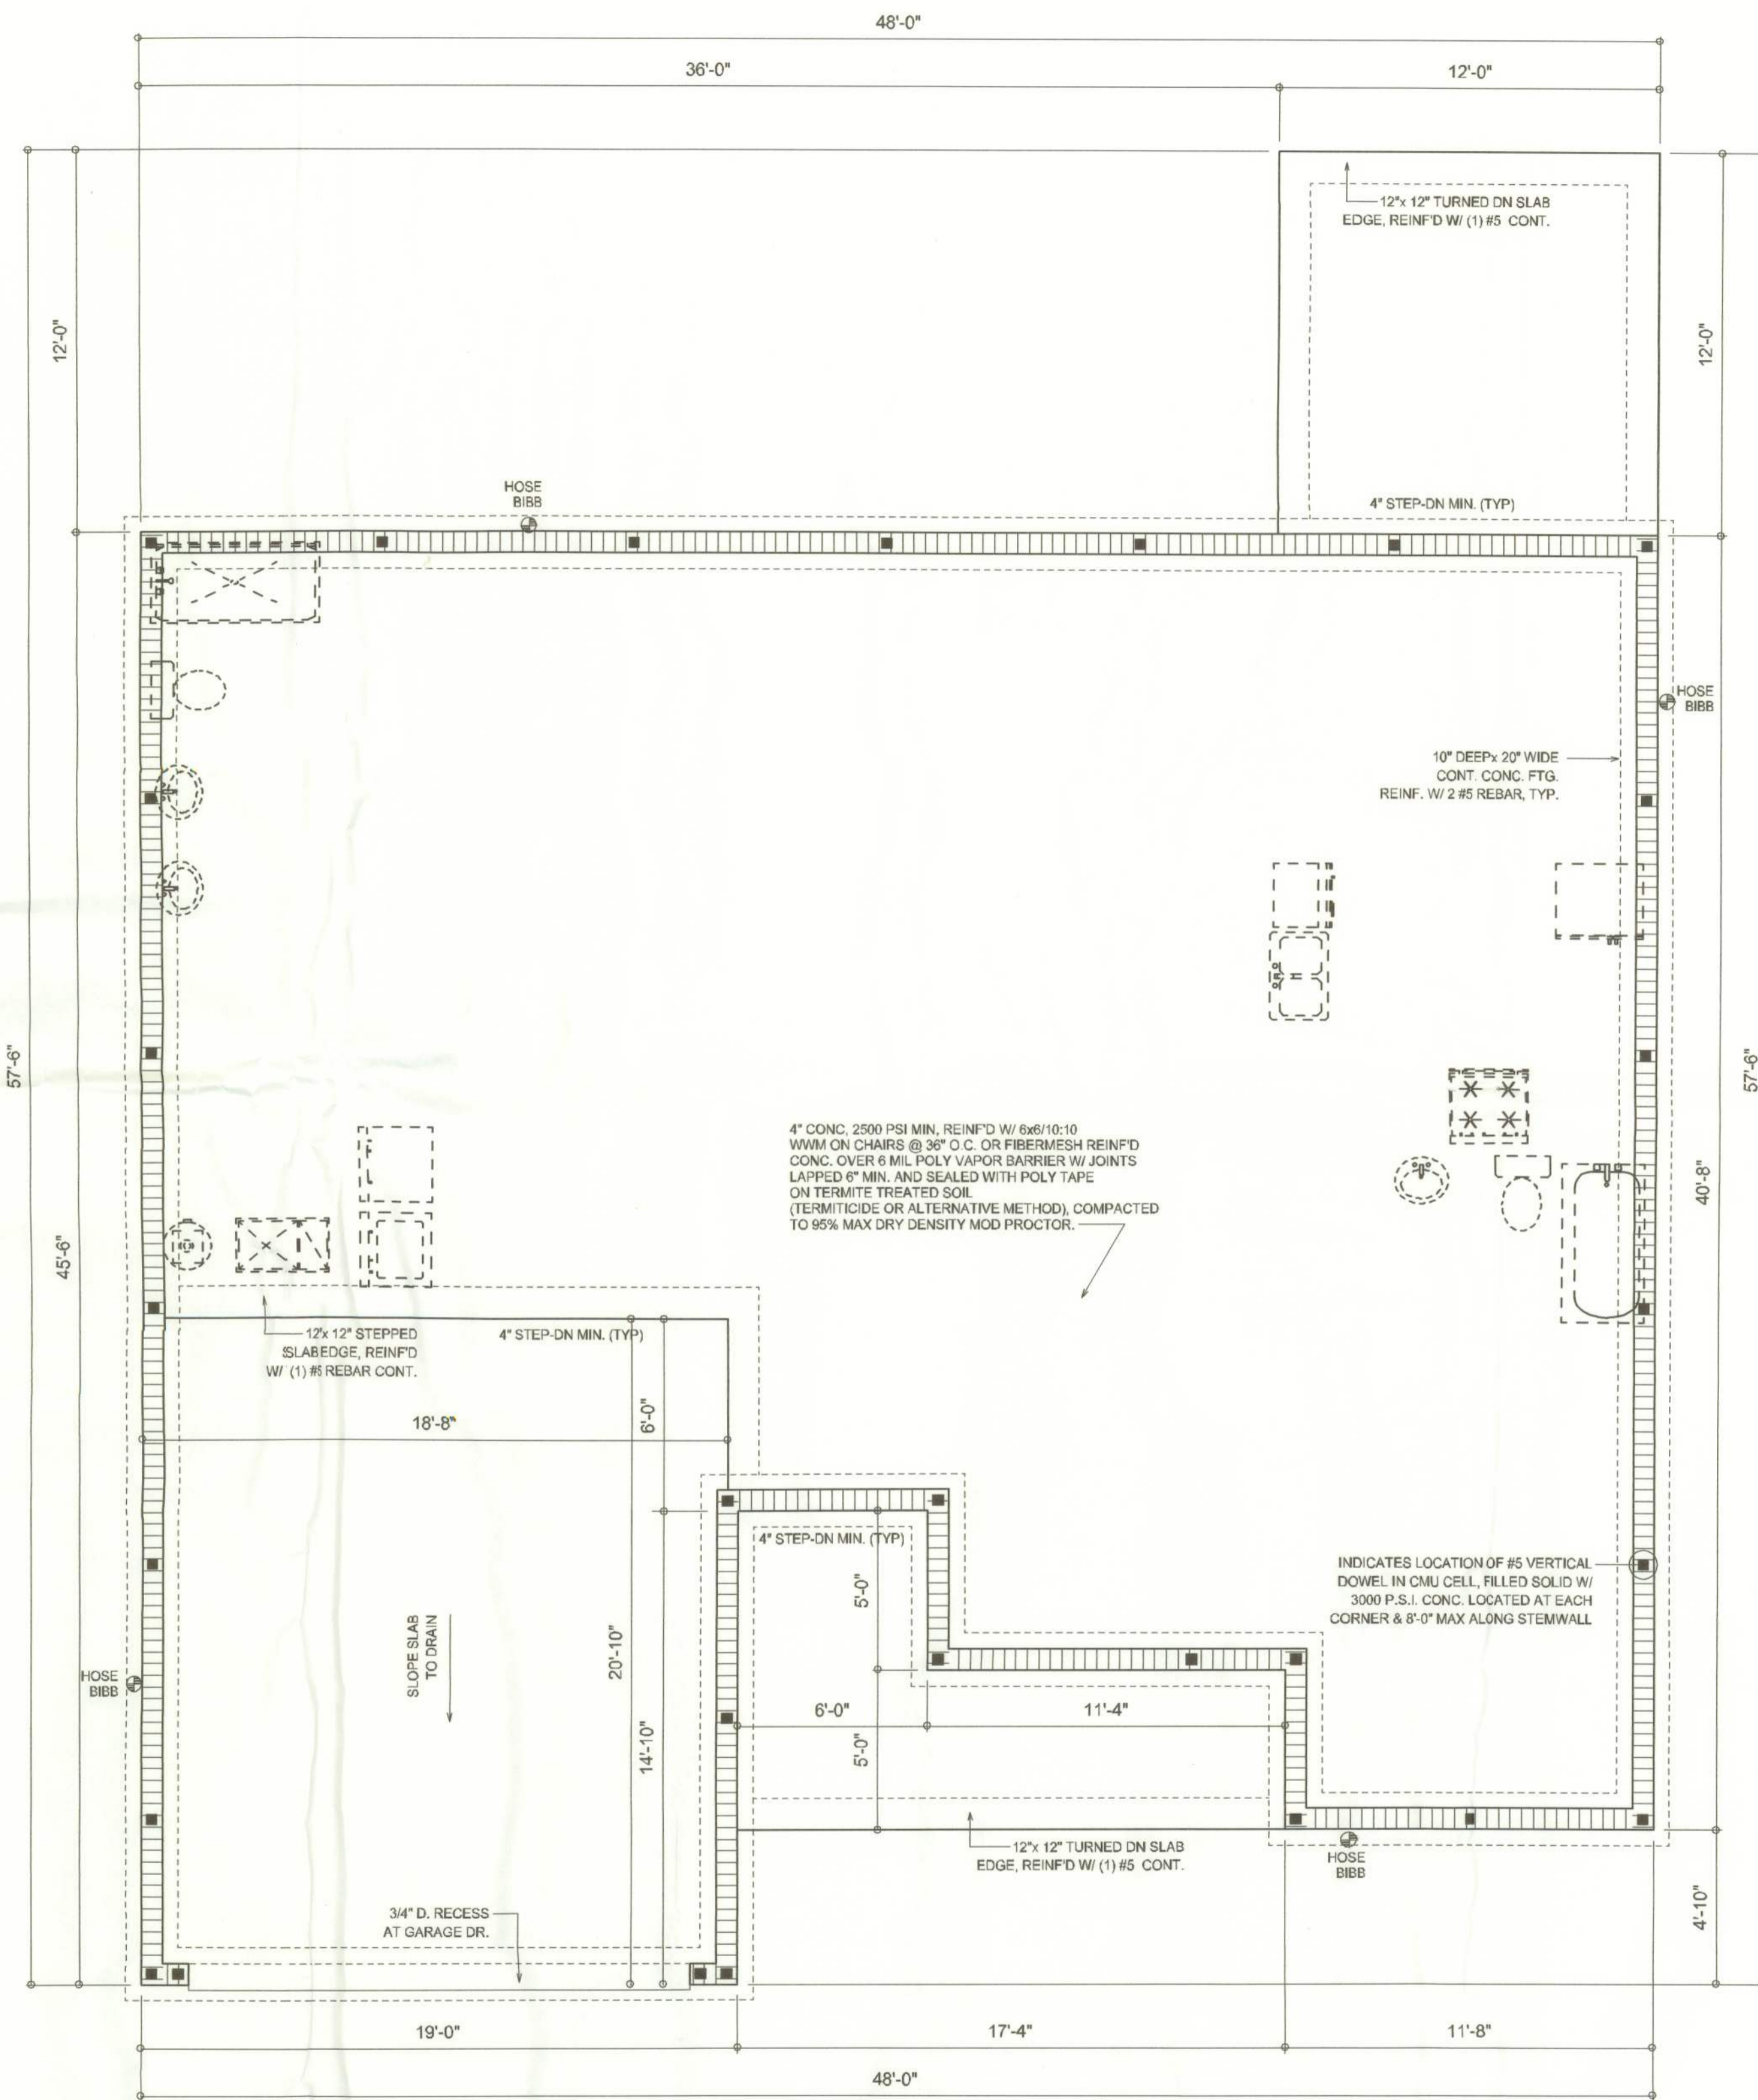 48'-0"
36'-0"
12'-0"
12"x 12" TURNED DN SLAB
EDGE, REINF'D W/ (1) #5 CONT.
12'-0"
12'-0"
HOSE
BIBB
4" STEP-DN MIN. (TYP)
HOSE
BIBB
10" DEEPx 20" WIDE
CONT. CONC. FTG.
REINF. W/ 2 #5 REBAR, TYP.
57'-6"
57'-6"
4" CONC, 2500 PSI MIN, REINF'D W/ 6x6/10:10
WWM ON CHAIRS @ 36" O.C. OR FIBERMESH REINF'D
CONC. OVER 6 MIL POLY VAPOR BARRIER W/ JOINTS
LAPPED 6" MIN. AND SEALED WITH POLY TAPE
ON TERMITE TREATED SOIL
(TERMITICIDE OR ALTERNATIVE METHOD), COMPACTED
TO 95% MAX DRY DENSITY MOD PROCTOR.
40'-8"
45'-6"
12"x 12" STEPPED
SLABEDGE, REINF'D
W/ (1) #5 REBAR CONT.
4" STEP-DN MIN. (TYP)
18'-8"
6'-0"
4" STEP-DN MIN. (TYP)
INDICATES LOCATION OF #5 VERTICAL
DOWEL IN CMU CELL, FILLED SOLID W/
3000 P.S.I. CONC. LOCATED AT EACH
CORNER & 8'-0" MAX ALONG STEMWALL
5'-0"
SLOPE SLAB
TO DRAIN
20'-10"
HOSE
BIBB
6'-0"
11'-4"
14'-10"
5'-0"
12"x 12" TURNED DN SLAB
EDGE, REINF'D W/ (1) #5 CONT.
HOSE
BIBB
3/4" D. RECESS
AT GARAGE DR.
4'-10"
19'-0"
17'-4"
11'-8"
48'-0"